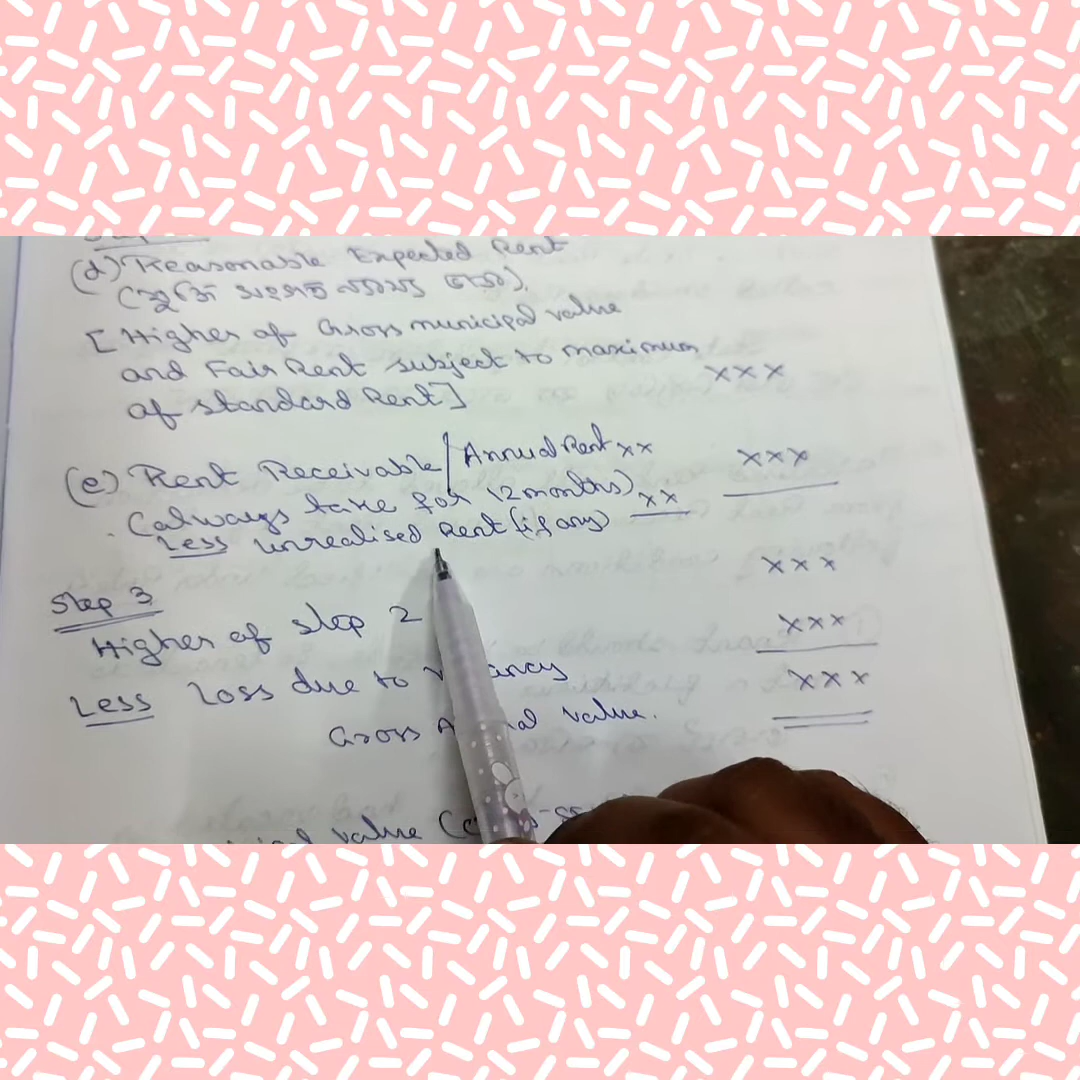 (d) Reasonable Expected Rent
[Higher of Gross municipal value
and Fair Rent subject to maximum
of standard Rent] xxx
(e) Rent Receivable / Annual Rent xx xxx
(always take for 12 months)
Less unrealised Rent (if any) xx
xxx
Step 3
Higher of step 2 xxx
Less Loss due to xxx
Gross value.
value